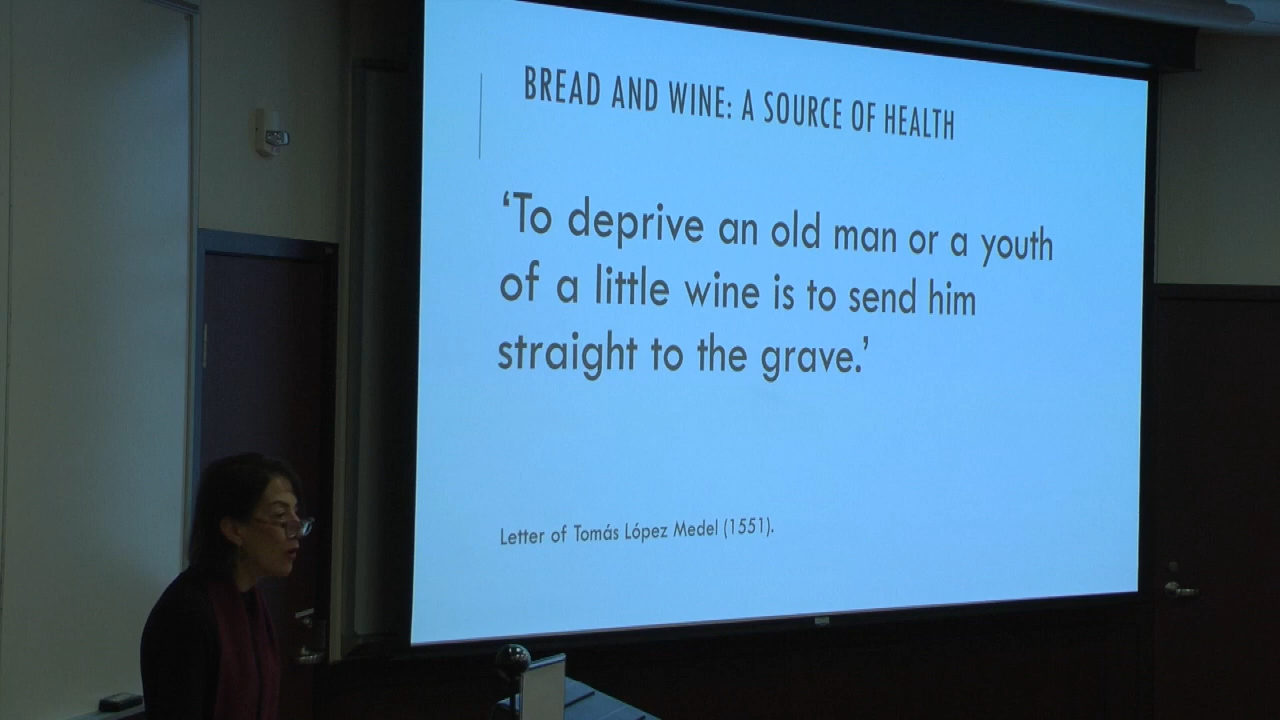 BREAD AND WINE: A SOURCE OF HEALTH
‘To deprive an old man or a youth
of a little wine is to send him
straight to the grave.’
Letter of Tomás López Medel (1551).